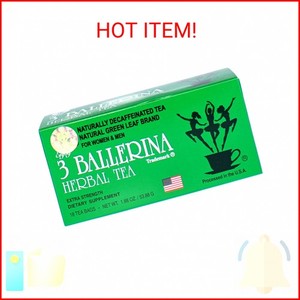 HOT ITEM!
NATURALLY DECAFFEINATED TEA
NATURAL GREEN LEAF BRAND
FOR WOMEN & MEN
3 BALLERINA
Trademark ®
HERBAL TEA
EXTRA STRENGTH
DIETARY SUPPLEMENT
Processed in the U.S.A.